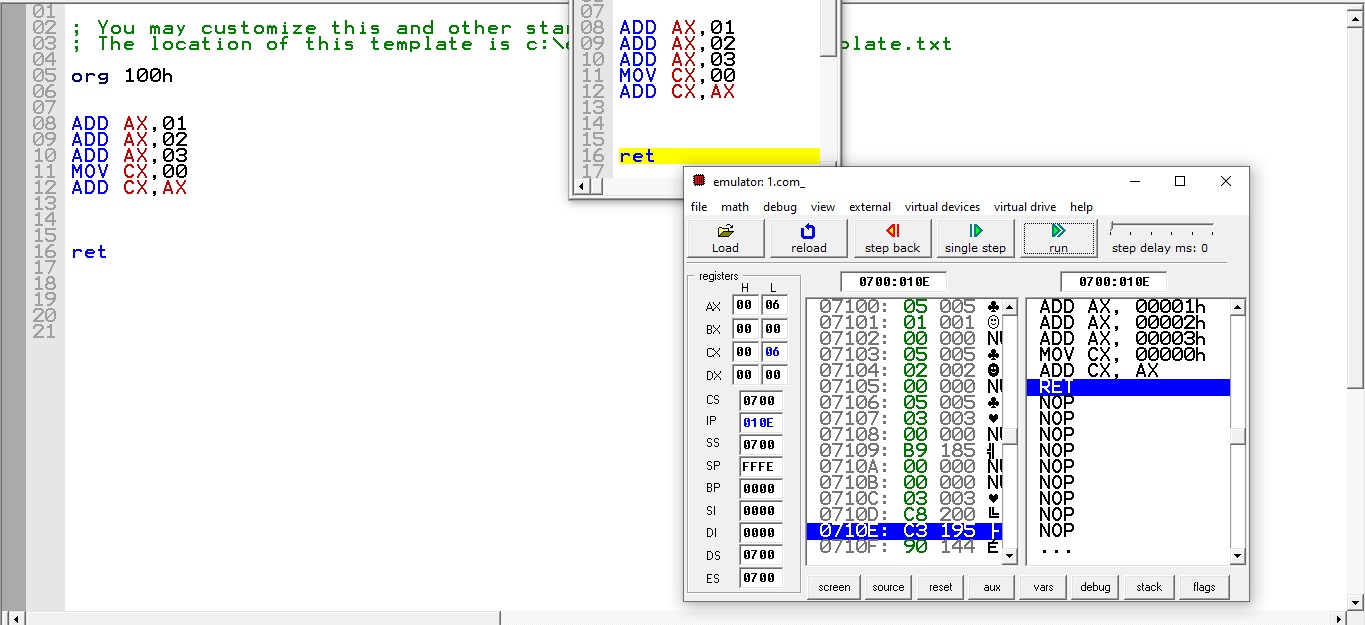 01
02 ; You may customize this and other sta
03 ; The location of this template is c:\
04
05 org 100h
06
07
08 ADD AX,01
09 ADD AX,02
10 ADD AX,03
11 MOV CX,00
12 ADD CX,AX
13
14
15
16 ret
17
18
19
20
21
07
08 ADD AX,01
09 ADD AX,02
10 ADD AX,03
11 MOV CX,00
12 ADD CX,AX
13
14
15
16 ret
17
plate.txt
emulator: 1.com_
file math debug view external virtual devices virtual drive help
Load reload step back single step run step delay ms: 0
registers
H L
AX 00 06
BX 00 00
CX 00 06
DX 00 00
CS 0700
IP 010E
SS 0700
SP FFFE
BP 0000
SI 0000
DI 0000
DS 0700
ES 0700
0700:010E
07100: 05 005 ♣
07101: 01 001 ☺
07102: 00 000 NU
07103: 05 005 ♣
07104: 02 002 ☻
07105: 00 000 NU
07106: 05 005 ♣
07107: 03 003 ♥
07108: 00 000 NU
07109: B9 185 ╣
0710A: 00 000 NU
0710B: 00 000 NU
0710C: 03 003 ♥
0710D: C8 200 ╚
0710E: C3 195 ├
0710F: 90 144 É
0700:010E
ADD AX, 00001h
ADD AX, 00002h
ADD AX, 00003h
MOV CX, 00000h
ADD CX, AX
RET
NOP
NOP
NOP
NOP
NOP
NOP
NOP
NOP
NOP
...
screen source reset aux vars debug stack flags